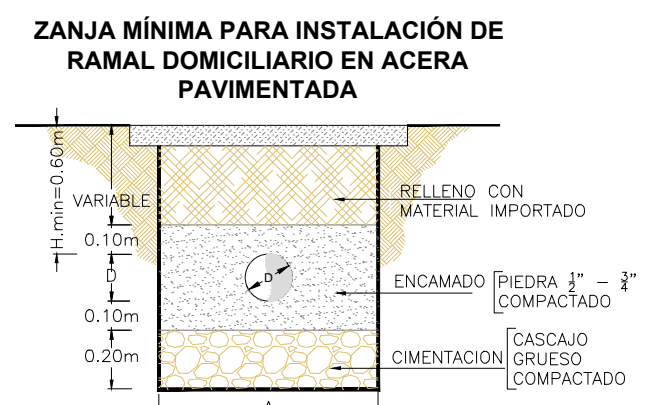 ZANJA MÍNIMA PARA INSTALACIÓN DE
RAMAL DOMICILIARIO EN ACERA
PAVIMENTADA
H.min=0.60m
VARIABLE
0.10m
D
0.10m
0.20m
D
RELLENO CON
MATERIAL IMPORTADO
ENCAMADO
PIEDRA ½" - ¾"
COMPACTADO
CIMENTACION
CASCAJO
GRUESO
COMPACTADO
A